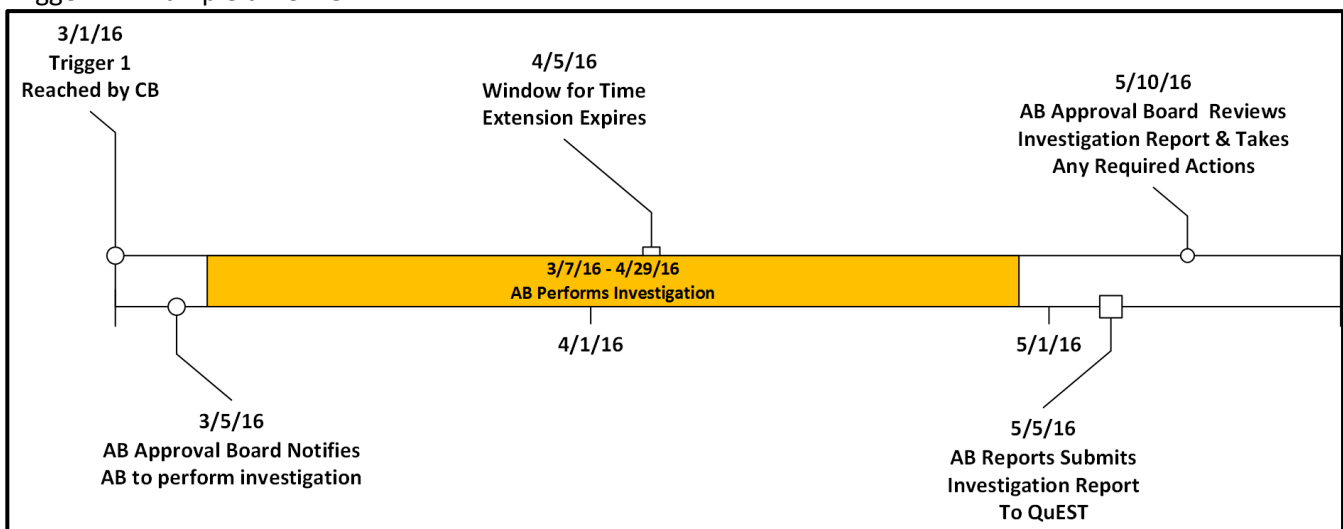 3/1/16
Trigger 1
Reached by CB
4/5/16
Window for Time
Extension Expires
5/10/16
AB Approval Board Reviews
Investigation Report & Takes
Any Required Actions
3/7/16 - 4/29/16
AB Performs Investigation
4/1/16
5/1/16
3/5/16
AB Approval Board Notifies
AB to perform investigation
5/5/16
AB Reports Submits
Investigation Report
To QuEST